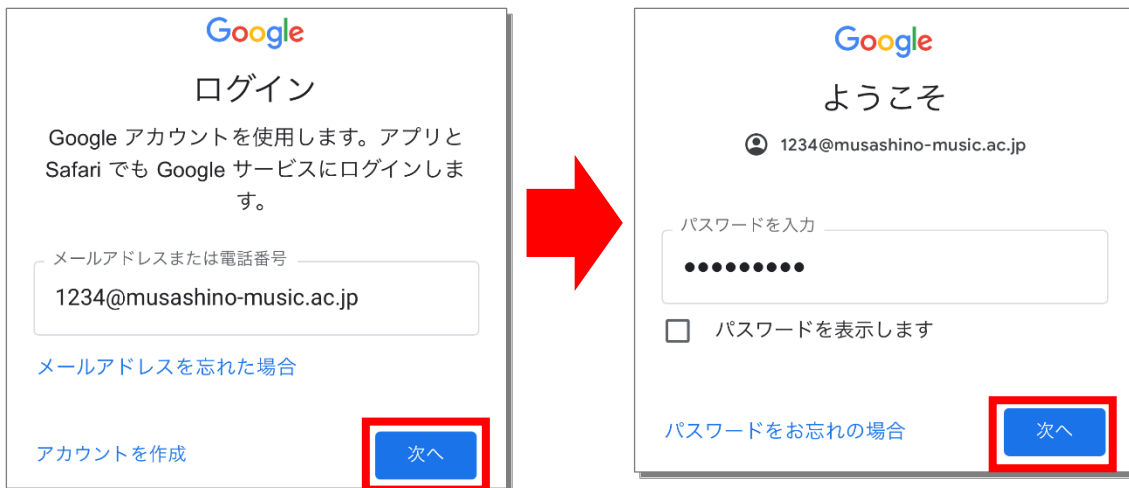 Google
ログイン
Google アカウントを使用します。アプリと
Safari でも Google サービスにログインしま
す。
メールアドレスまたは電話番号
1234@musashino-music.ac.jp
メールアドレスを忘れた場合
アカウントを作成
次へ
Google
ようこそ
1234@musashino-music.ac.jp
パスワードを入力
•••••••••
パスワードを表示します
パスワードをお忘れの場合
次へ